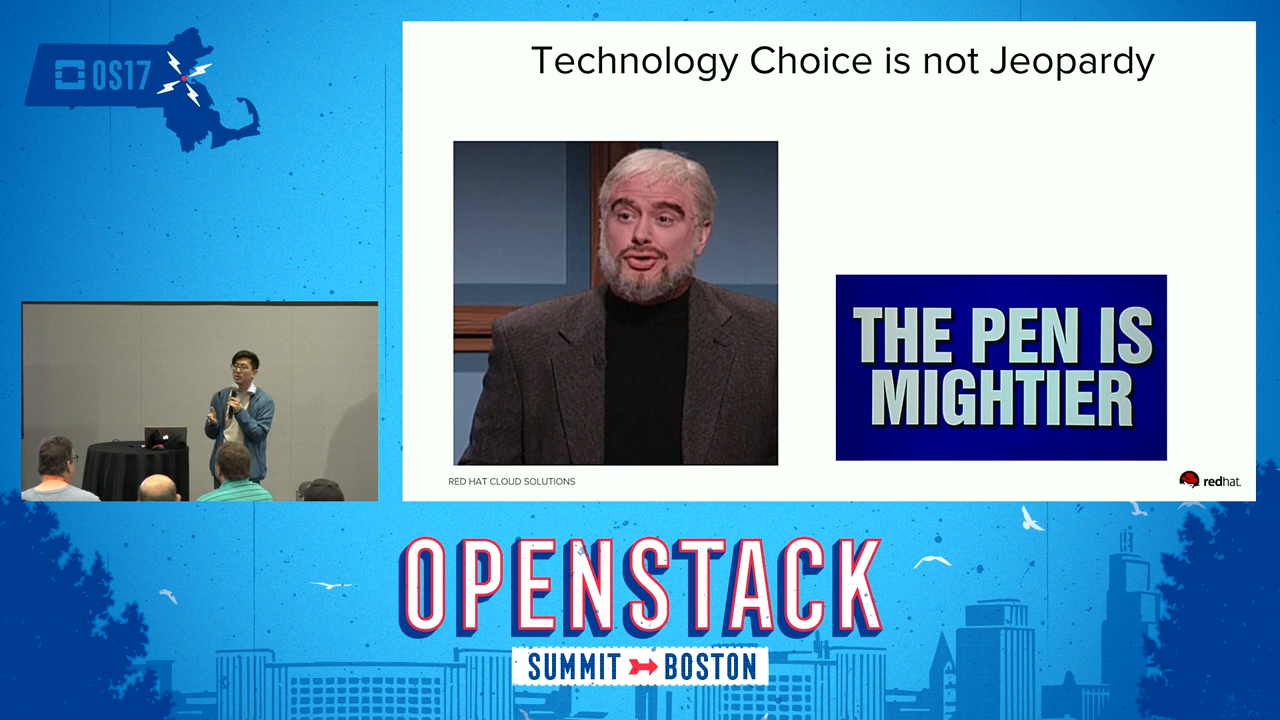 OS17
Technology Choice is not Jeopardy
THE PEN IS
MIGHTIER
RED HAT CLOUD SOLUTIONS
redhat.
OPENSTACK
SUMMIT BOSTON